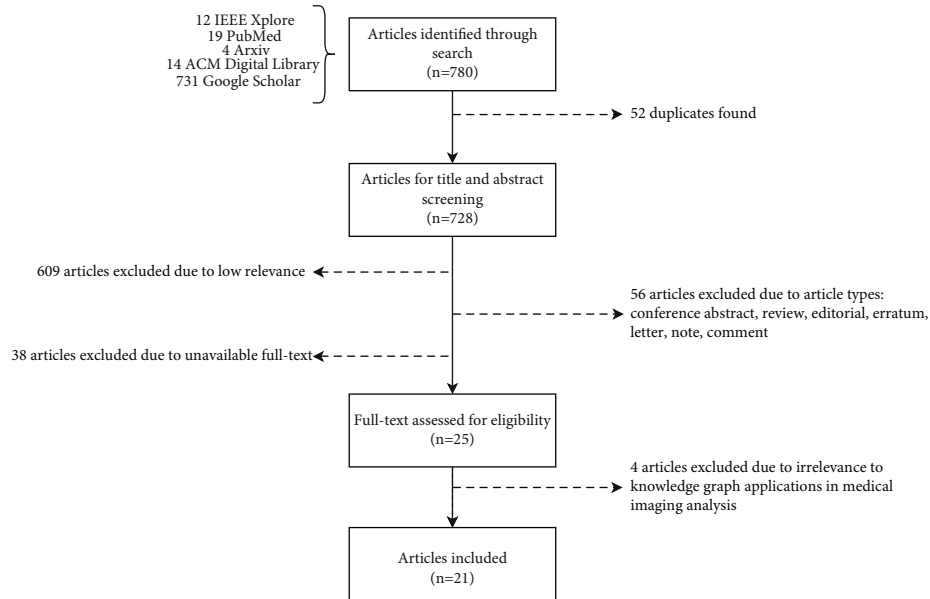 12 IEEE Xplore
19 PubMed
4 Arxiv
14 ACM Digital Library
731 Google Scholar
Articles identified through
search
(n=780)
52 duplicates found
Articles for title and abstract
screening
(n=728)
609 articles excluded due to low relevance
56 articles excluded due to article types:
conference abstract, review, editorial, erratum,
letter, note, comment
38 articles excluded due to unavailable full-text
Full-text assessed for eligibility
(n=25)
4 articles excluded due to irrelevance to
knowledge graph applications in medical
imaging analysis
Articles included
(n=21)